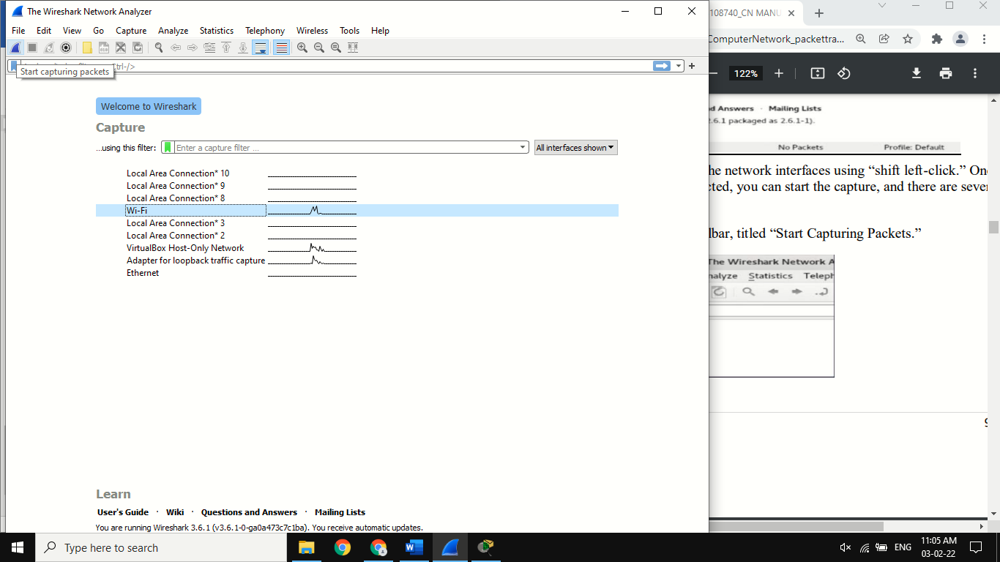 The Wireshark Network Analyzer
File Edit View Go Capture Analyze Statistics Telephony Wireless Tools Help
Start capturing packets
Ctrl-/>
Welcome to Wireshark
Capture
...using this filter: Enter a capture filter ... All interfaces shown
Local Area Connection* 10
Local Area Connection* 9
Local Area Connection* 8
Wi-Fi
Local Area Connection* 3
Local Area Connection* 2
VirtualBox Host-Only Network
Adapter for loopback traffic capture
Ethernet
Learn
User's Guide · Wiki · Questions and Answers · Mailing Lists
You are running Wireshark 3.6.1 (v3.6.1-0-ga0a473c7c1ba). You receive automatic updates.
108740_CN MANU
ComputerNetwork_packettra...
122%
d Answers · Mailing Lists
2.6.1 packaged as 2.6.1-1).
No Packets Profile: Default
he network interfaces using “shift left-click.” On
cted, you can start the capture, and there are sever
lbar, titled “Start Capturing Packets.”
The Wireshark Network A
nalyze Statistics Teleph
Type here to search
ENG
11:05 AM
03-02-22